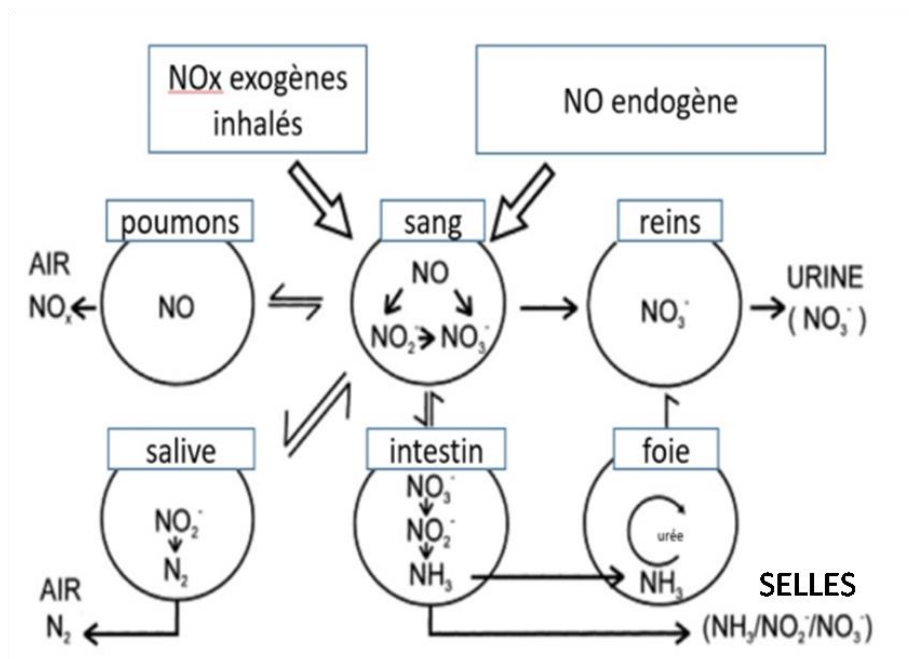 NOx exogènes
inhalés
NO endogène
poumons
sang
reins
AIR
NOₓ
NO
NO
NO₂⁻
NO₃⁻
NO₃⁻
URINE
( NO₃⁻ )
salive
intestin
foie
NO₂⁻
N₂
NO₃⁻
NO₂⁻
NH₃
urée
NH₃
AIR
N₂
SELLES
(NH₃/NO₂⁻/NO₃⁻)